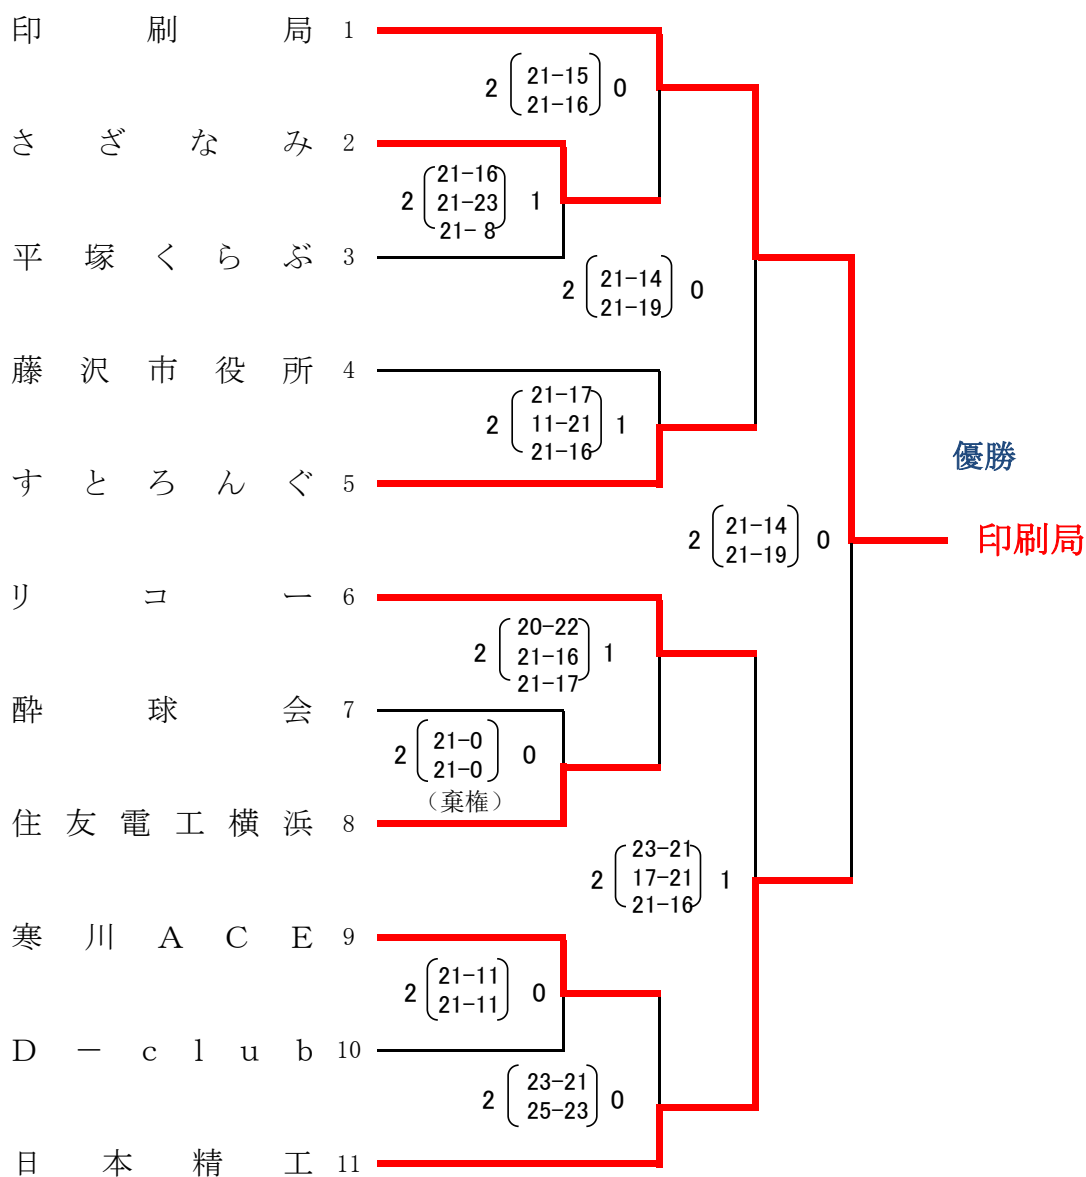 印刷局 1
2 21-15 0
21-16
さざなみ 2
21-16
2 21-23 1
21- 8
平塚くらぶ 3
2 21-14 0
21-19
藤沢市役所 4
21-17
2 11-21 1
21-16
優勝
すとろんぐ 5
2 21-14 0
21-19
印刷局
リコー 6
20-22
2 21-16 1
21-17
酔球会 7
2 21-0 0
21-0
（棄権）
住友電工横浜 8
23-21
2 17-21 1
21-16
寒川ACE 9
2 21-11 0
21-11
D－club 10
2 23-21 0
25-23
日本精工 11